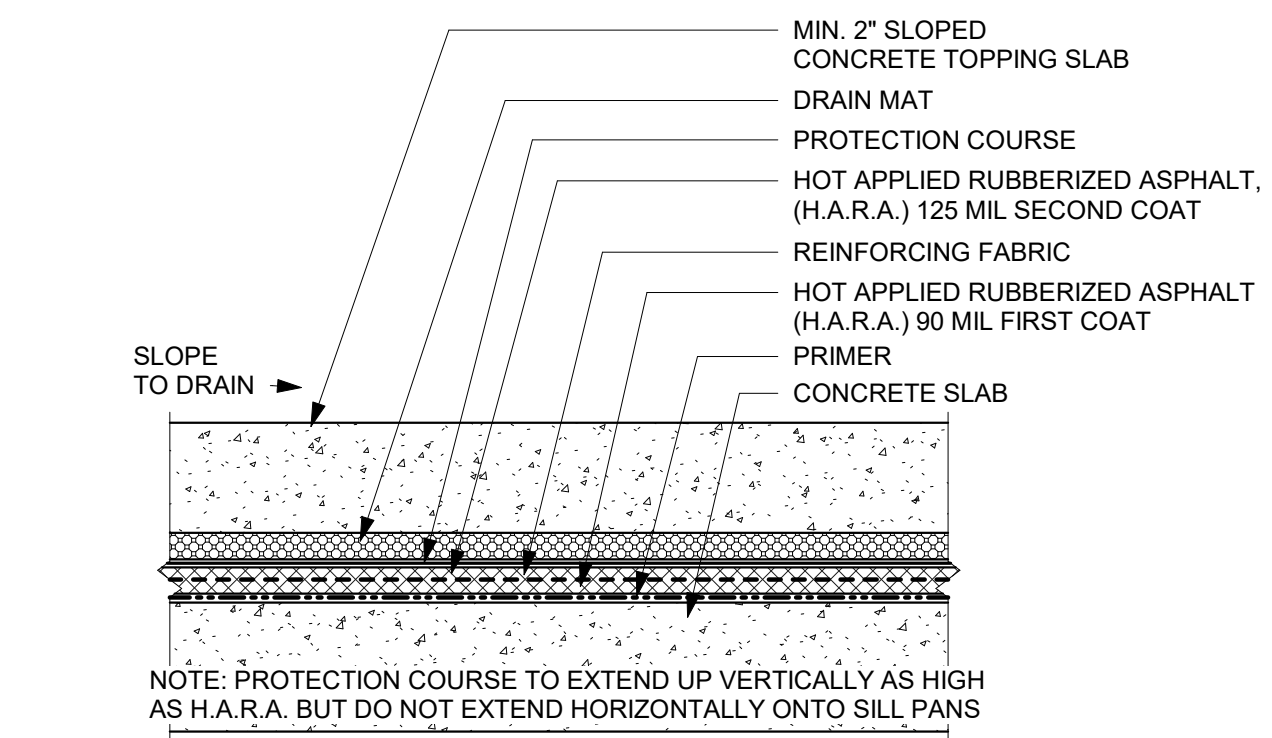 MIN. 2" SLOPED
CONCRETE TOPPING SLAB
DRAIN MAT
PROTECTION COURSE
HOT APPLIED RUBBERIZED ASPHALT,
(H.A.R.A.) 125 MIL SECOND COAT
REINFORCING FABRIC
HOT APPLIED RUBBERIZED ASPHALT
(H.A.R.A.) 90 MIL FIRST COAT
PRIMER
CONCRETE SLAB
SLOPE
TO DRAIN
NOTE: PROTECTION COURSE TO EXTEND UP VERTICALLY AS HIGH
AS H.A.R.A. BUT DO NOT EXTEND HORIZONTALLY ONTO SILL PANS